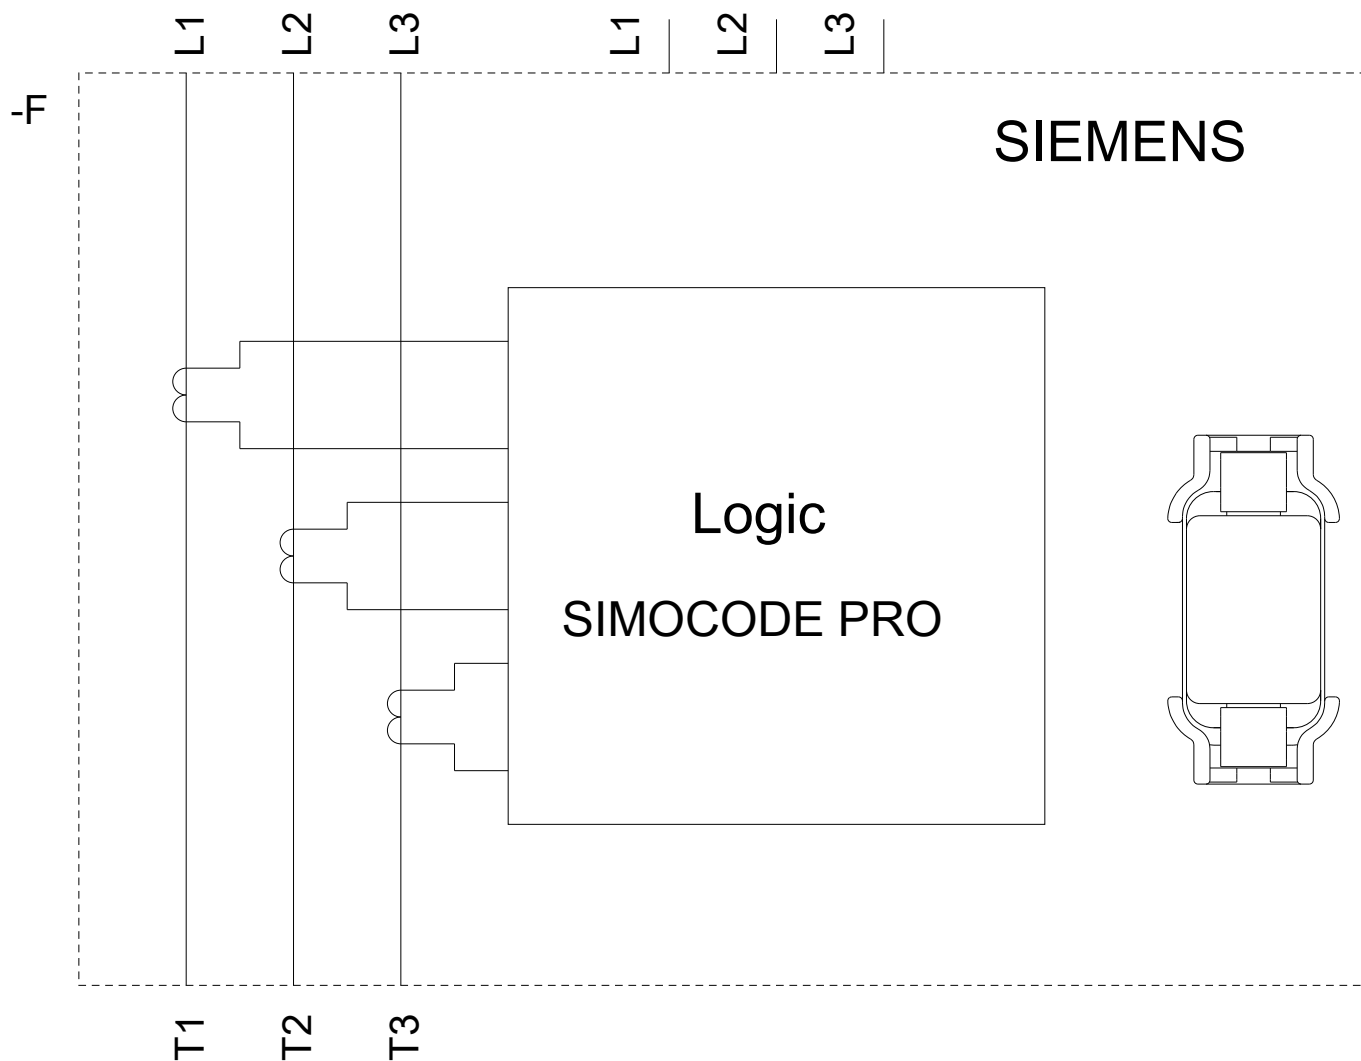 L1 L2 L3 L1 L2 L3
-F
SIEMENS
Logic
SIMOCODE PRO
T1 T2 T3